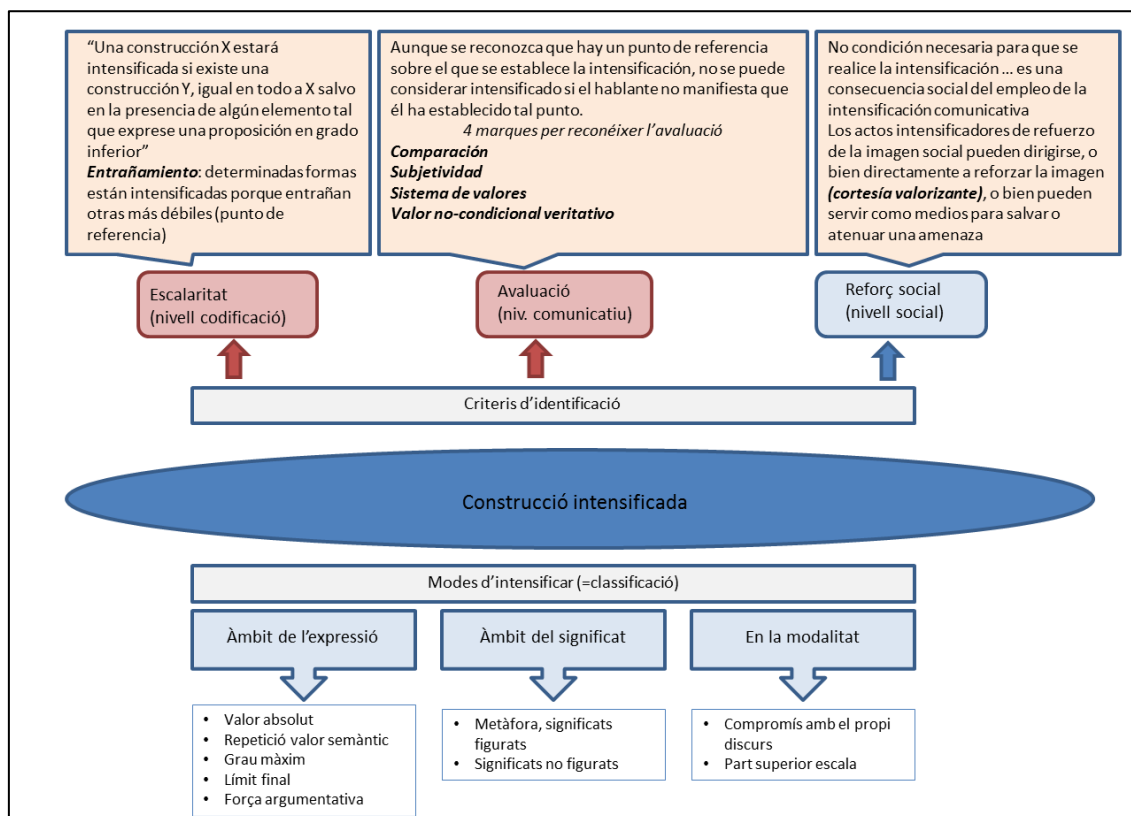 “Una construcción X estará
intensificada si existe una
construcción Y, igual en todo a X salvo
en la presencia de algún elemento tal
que exprese una proposición en grado
inferior”
Entrañamiento: determinadas formas
están intensificadas porque entrañan
otras más débiles (punto de
referencia)
Aunque se reconozca que hay un punto de referencia
sobre el que se establece la intensificación, no se puede
considerar intensificado si el hablante no manifiesta que
él ha establecido tal punto.
4 marques per reconéixer l’avaluació
Comparación
Subjetividad
Sistema de valores
Valor no-condicional veritativo
No condición necesaria para que se
realice la intensificación ... es una
consecuencia social del empleo de la
intensificación comunicativa
Los actos intensificadores de refuerzo
de la imagen social pueden dirigirse, o
bien directamente a reforzar la imagen
(cortesía valorizante), o bien pueden
servir como medios para salvar o
atenuar una amenaza
Escalaritat
(nivell codificació)
Avaluació
(niv. comunicatiu)
Reforç social
(nivell social)
Criteris d’identificació
Construcció intensificada
Modes d’intensificar (=classificació)
Àmbit de l’expressió
Àmbit del significat
En la modalitat
• Valor absolut
• Repetició valor semàntic
• Grau màxim
• Límit final
• Força argumentativa
• Metàfora, significats
figurats
• Significats no figurats
• Compromís amb el propi
discurs
• Part superior escala